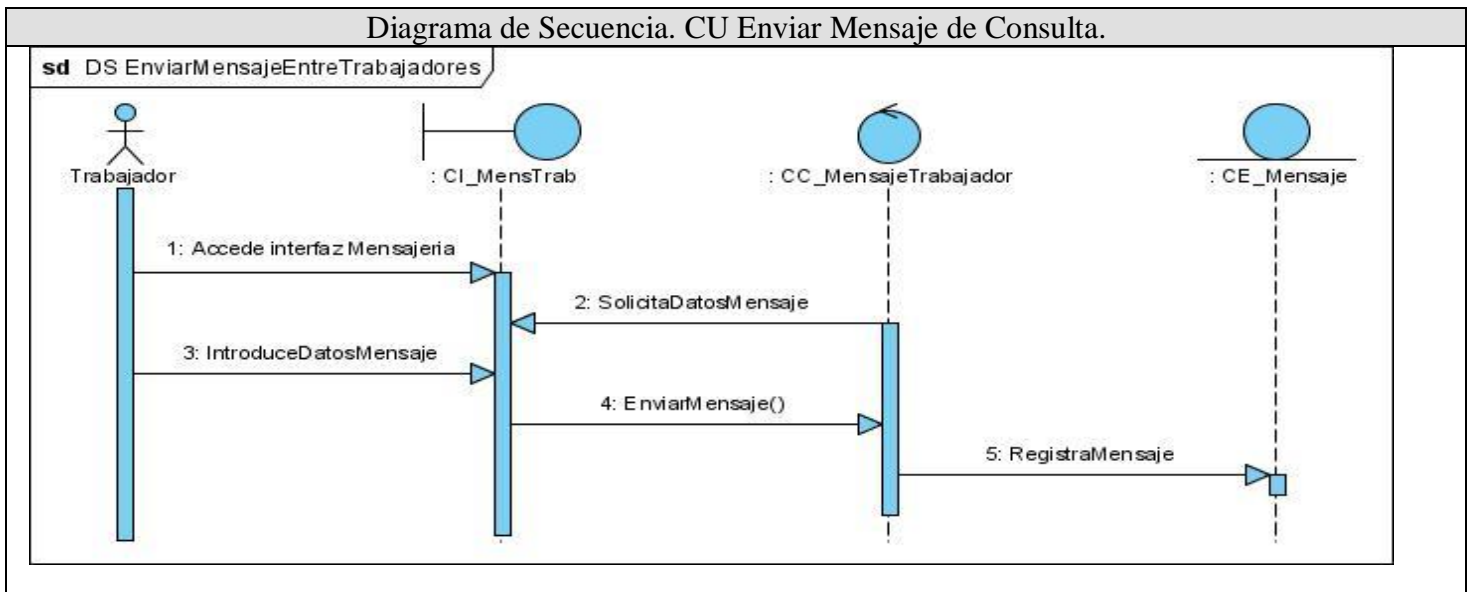 Diagrama de Secuencia. CU Enviar Mensaje de Consulta.
sd DS EnviarMensajeEntreTrabajadores
Trabajador
: CI_MensTrab
: CC_MensajeTrabajador
: CE_Mensaje
1: Accede interfaz Mensajeria
2: SolicitaDatosMensaje
3: IntroduceDatosMensaje
4: EnviarMensaje()
5: RegistraMensaje